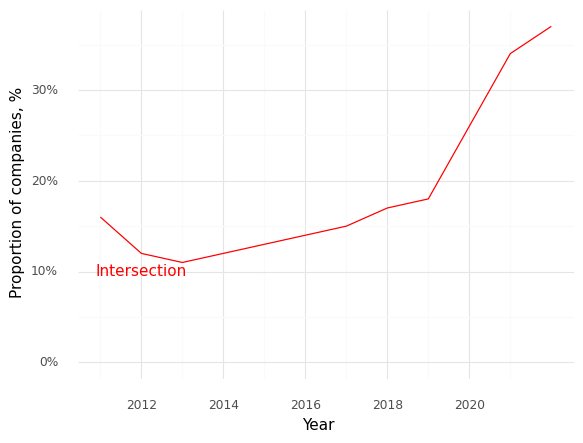 Proportion of companies, %
30%
20%
10%
0%
Intersection
2012 2014 2016 2018 2020
Year